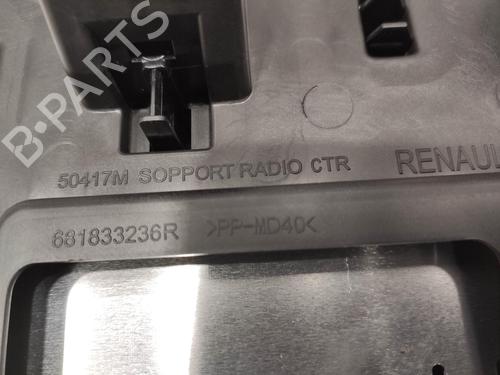 B-PARTS
50417M SOPPORT RADIO CTR RENAUL
681833236R >PP-MD40<